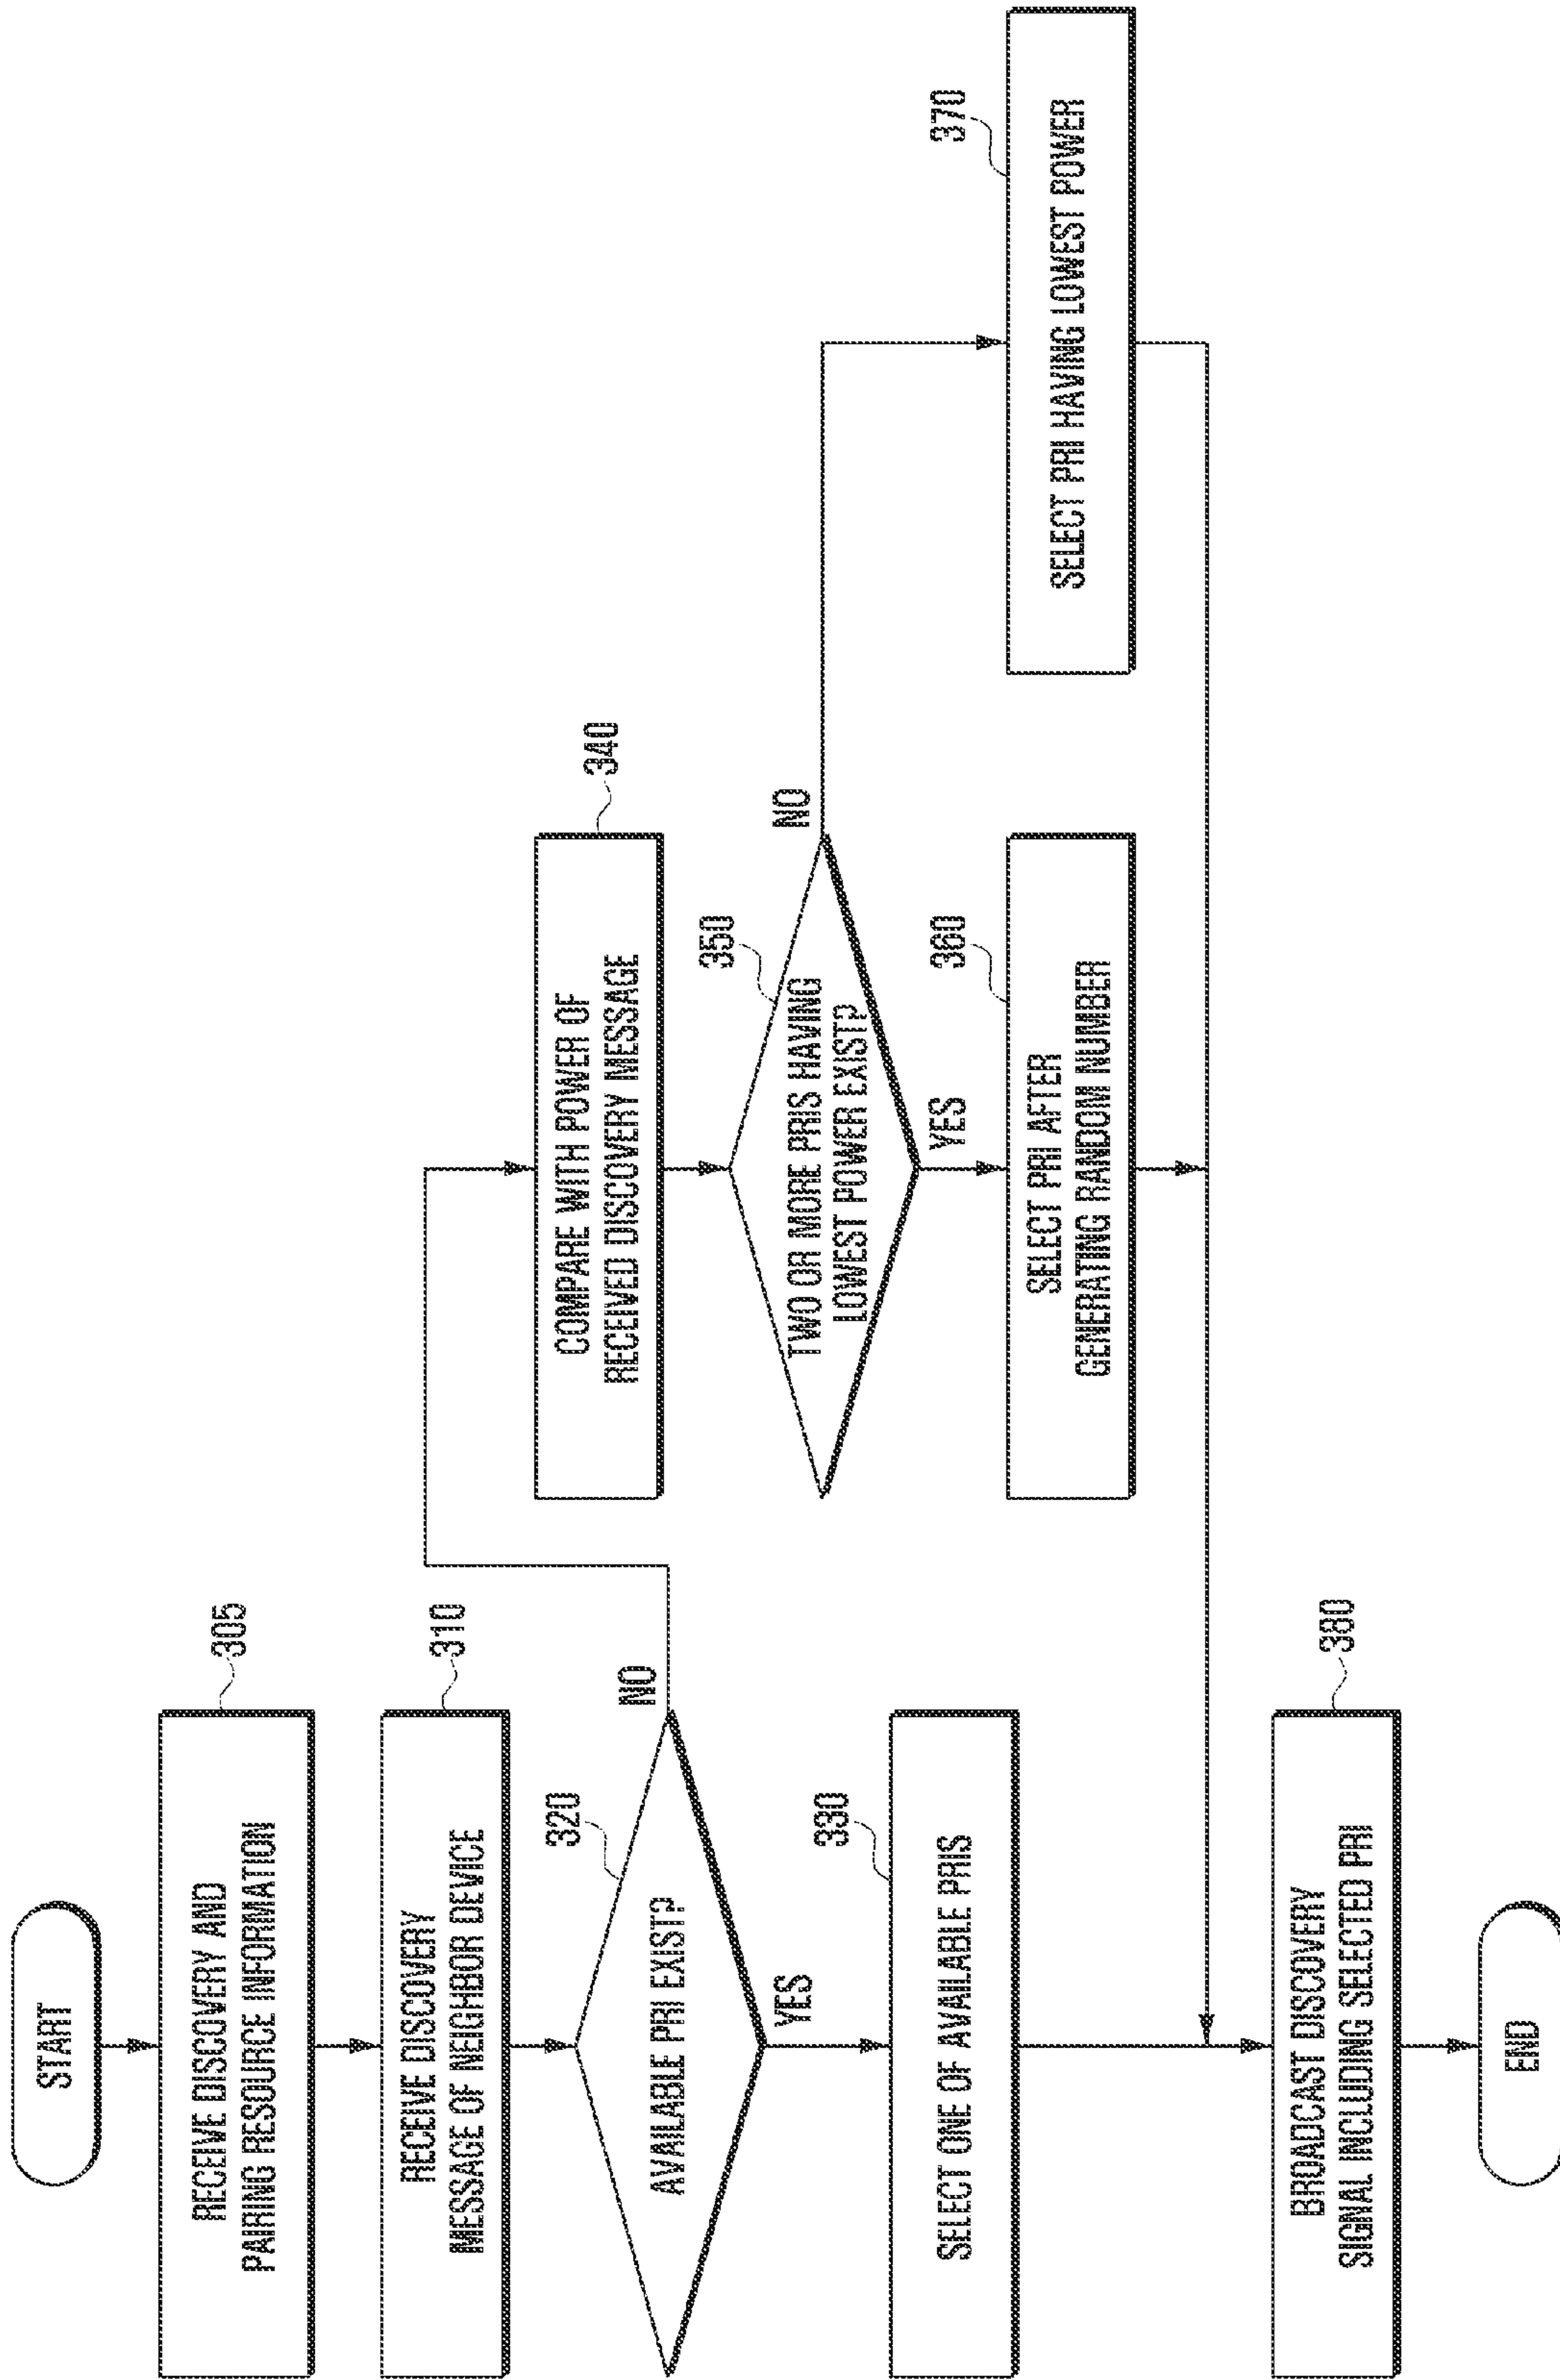 START
305
RECEIVE DISCOVERY AND
PAIRING RESOURCE INFORMATION
310
RECEIVE DISCOVERY
MESSAGE OF NEIGHBOR DEVICE
320
AVAILABLE PRI EXIST?
NO
YES
330
SELECT ONE OF AVAILABLE PRIS
340
COMPARE WITH POWER OF
RECEIVED DISCOVERY MESSAGE
350
TWO OR MORE PRIS HAVING
LOWEST POWER EXIST?
NO
YES
360
SELECT PRI AFTER
GENERATING RANDOM NUMBER
370
SELECT PRI HAVING LOWEST POWER
380
BROADCAST DISCOVERY
SIGNAL INCLUDING SELECTED PRI
END